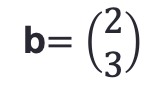 b= (2
3)